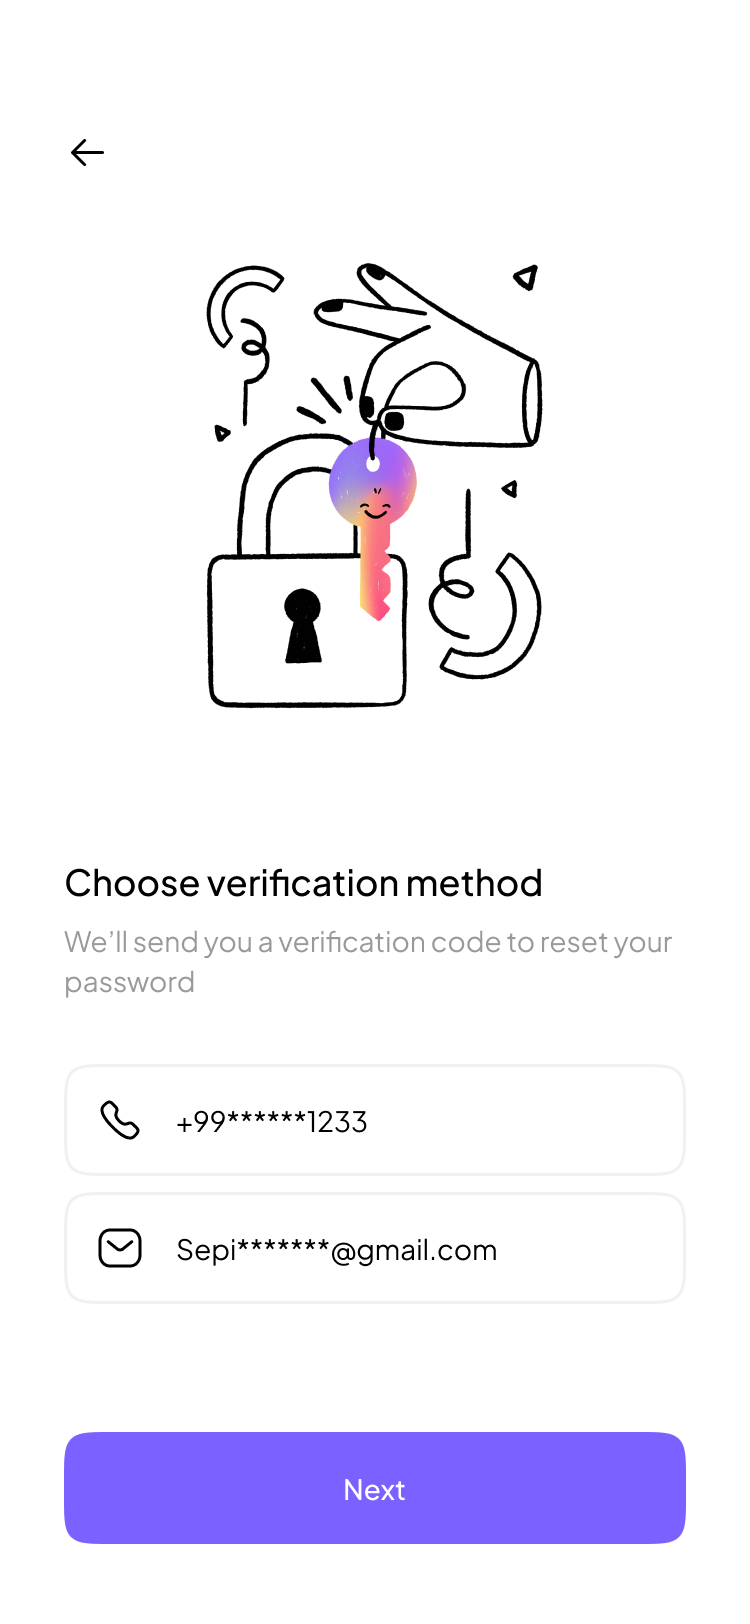 Choose verification method
We’ll send you a verification code to reset your
password
+99******1233
Sepi*******@gmail.com
Next